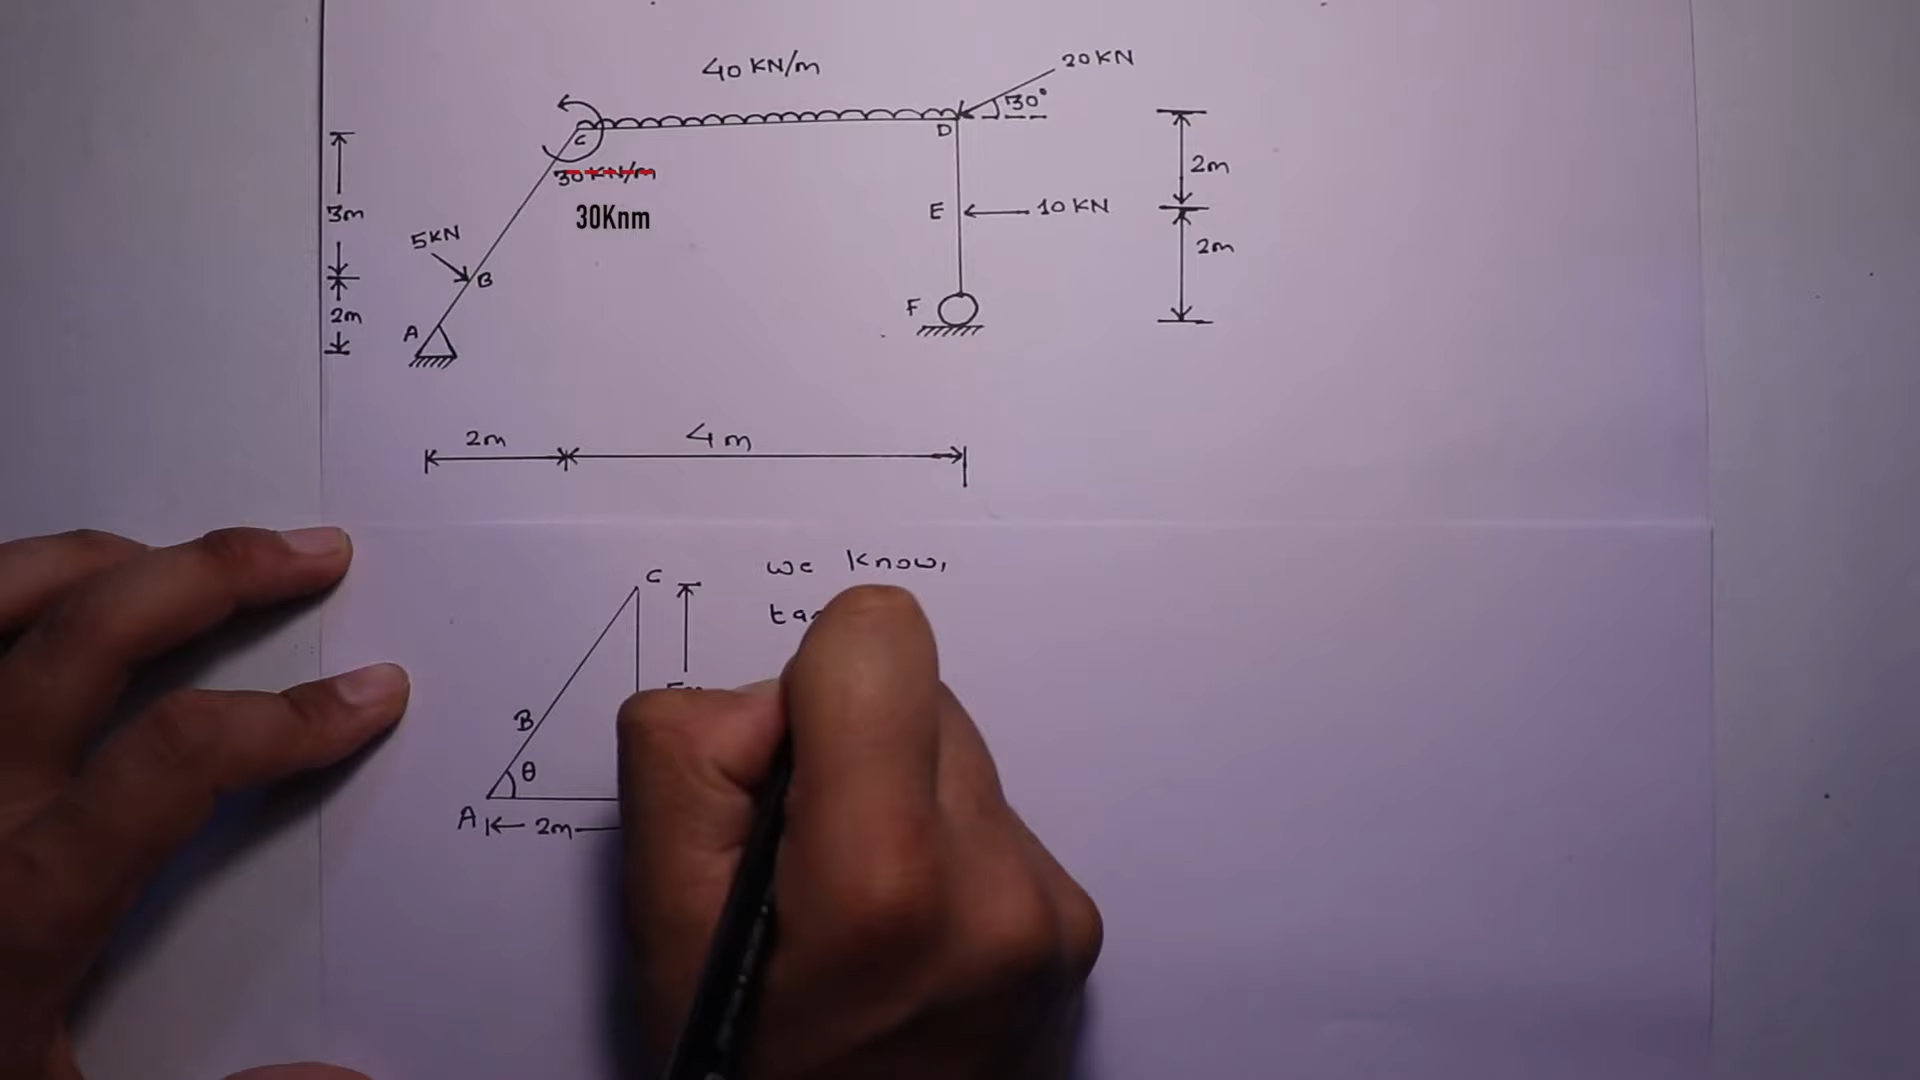 40 KN/m
20 KN
30°
C
D
30 KN/m
30Knm
2m
3m
E
10 KN
5KN
B
2m
2m
F
A
2m
4m
we know,
C
B
θ
A
2m